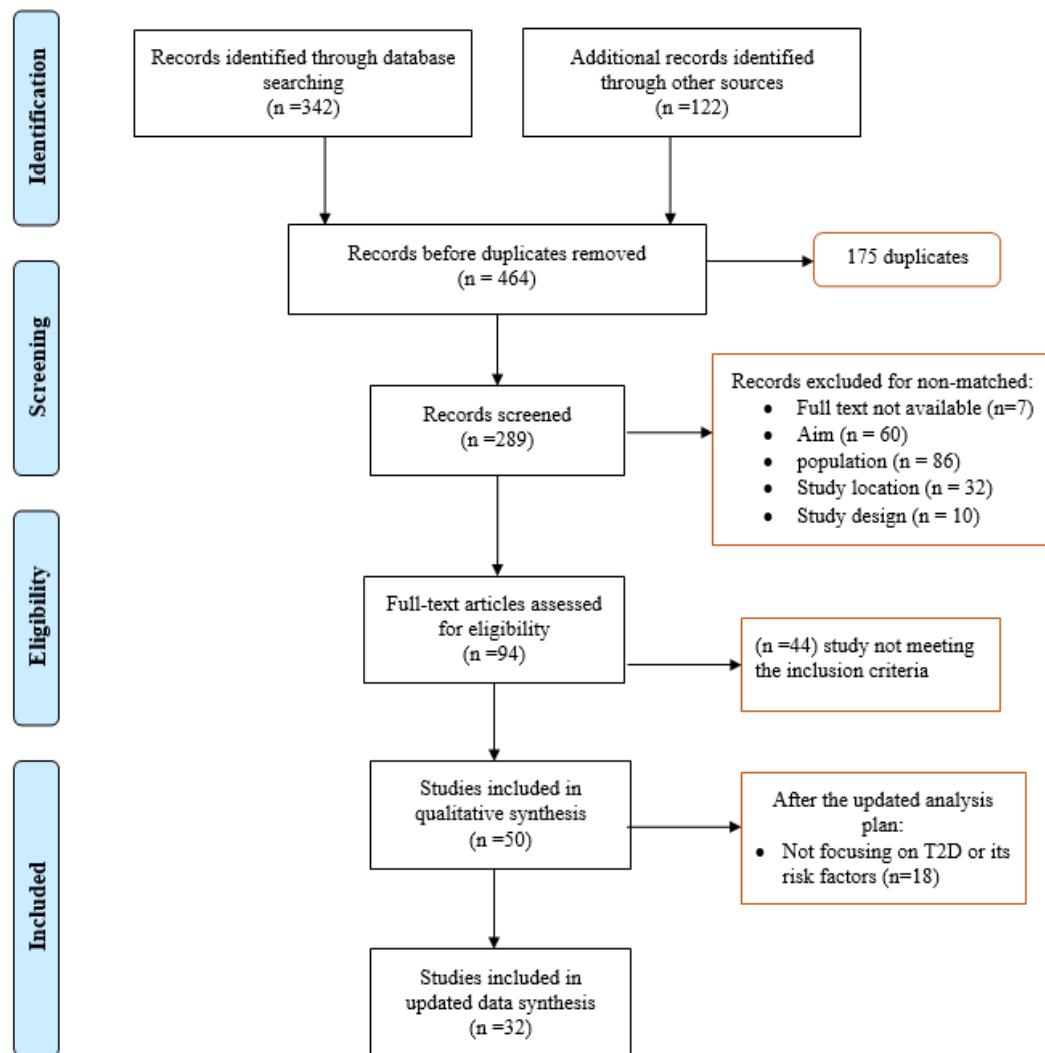 Identification
Records identified through database
searching
(n =342)
Additional records identified
through other sources
(n =122)
Records before duplicates removed
(n = 464)
175 duplicates
Screening
Records screened
(n =289)
Records excluded for non-matched:
• Full text not available (n=7)
• Aim (n = 60)
• population (n = 86)
• Study location (n = 32)
• Study design (n = 10)
Eligibility
Full-text articles assessed
for eligibility
(n =94)
(n =44) study not meeting
the inclusion criteria
Included
Studies included in
qualitative synthesis
(n =50)
After the updated analysis
plan:
• Not focusing on T2D or its
risk factors (n=18)
Studies included in
updated data synthesis
(n =32)